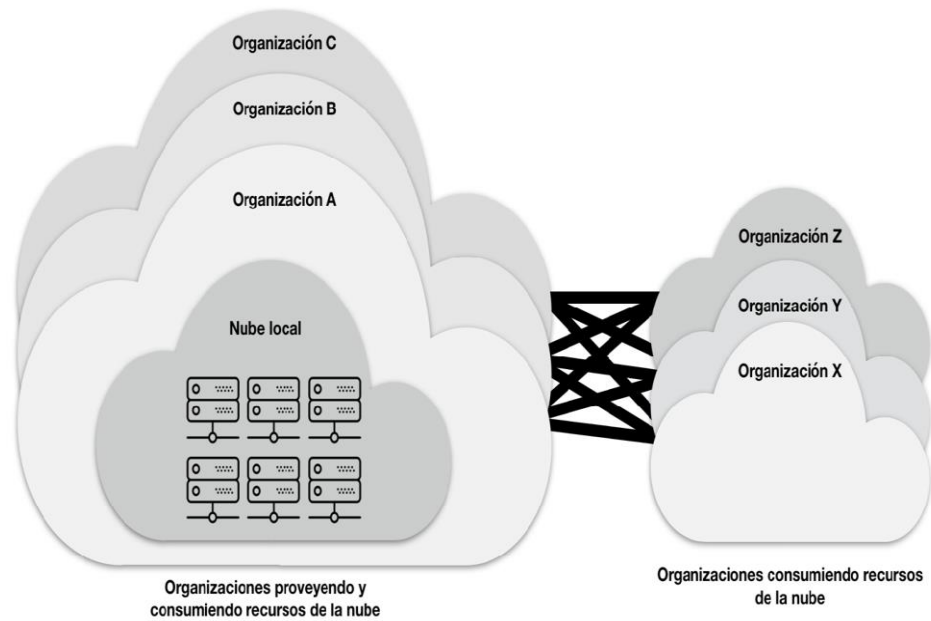 Organización C
Organización B
Organización A
Nube local
Organizaciones proveyendo y
consumiendo recursos de la nube
Organización Z
Organización Y
Organización X
Organizaciones consumiendo recursos
de la nube